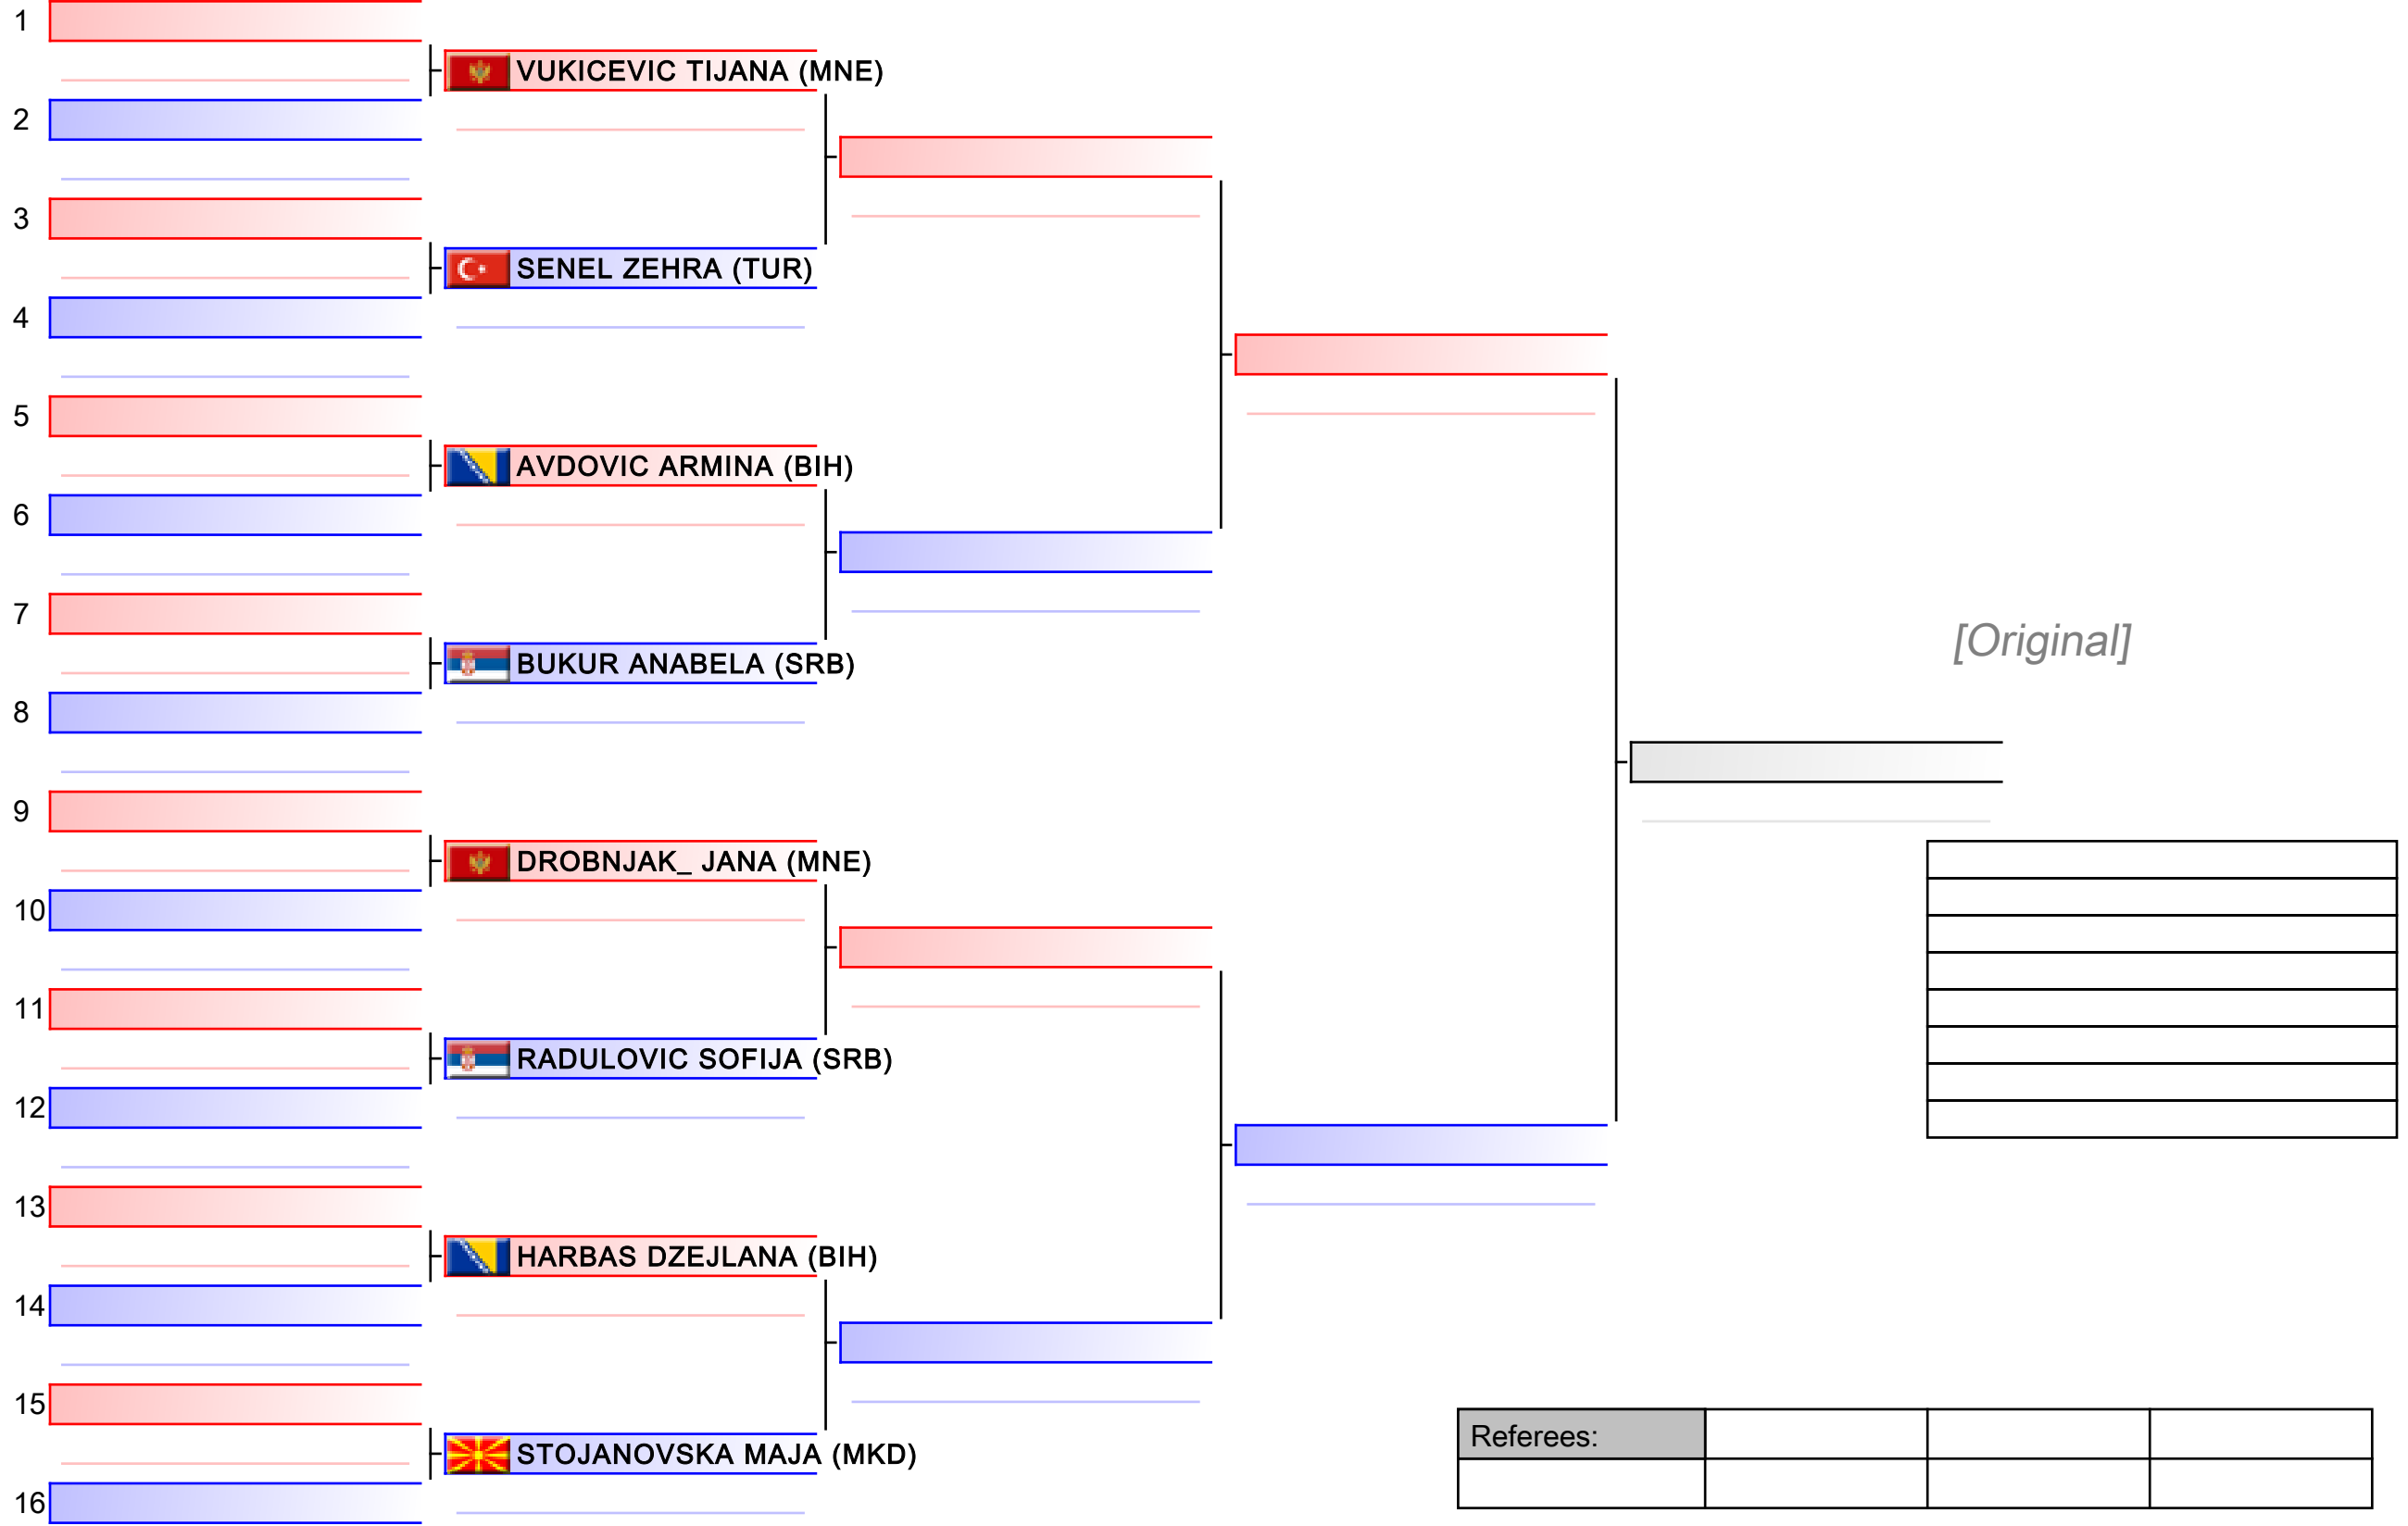 1
VUKICEVIC TIJANA (MNE)
2
3
SENEL ZEHRA (TUR)
4
5
AVDOVIC ARMINA (BIH)
6
7
[Original]
BUKUR ANABELA (SRB)
8
9
DROBNJAK_ JANA (MNE)
10
11
RADULOVIC SOFIJA (SRB)
12
13
HARBAS DZEJLANA (BIH)
14
15
Referees:
STOJANOVSKA MAJA (MKD)
16